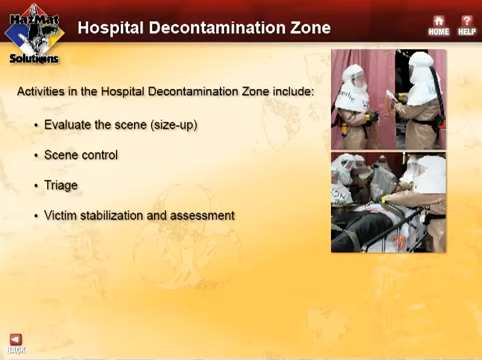 HazMat
Solutions
Hospital Decontamination Zone
HOME
HELP
Activities in the Hospital Decontamination Zone include:
• Evaluate the scene (size-up)
• Scene control
• Triage
• Victim stabilization and assessment
BACK